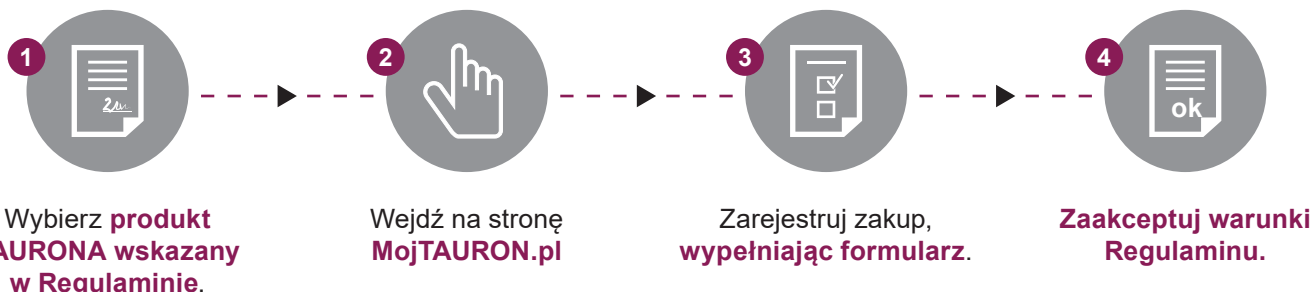 1
2
3
4
ok
Wybierz produkt
AURONA wskazany
w Regulaminie.
Wejdź na stronę
MojTAURON.pl
Zarejestruj zakup,
wypełniając formularz.
Zaakceptuj warunki
Regulaminu.